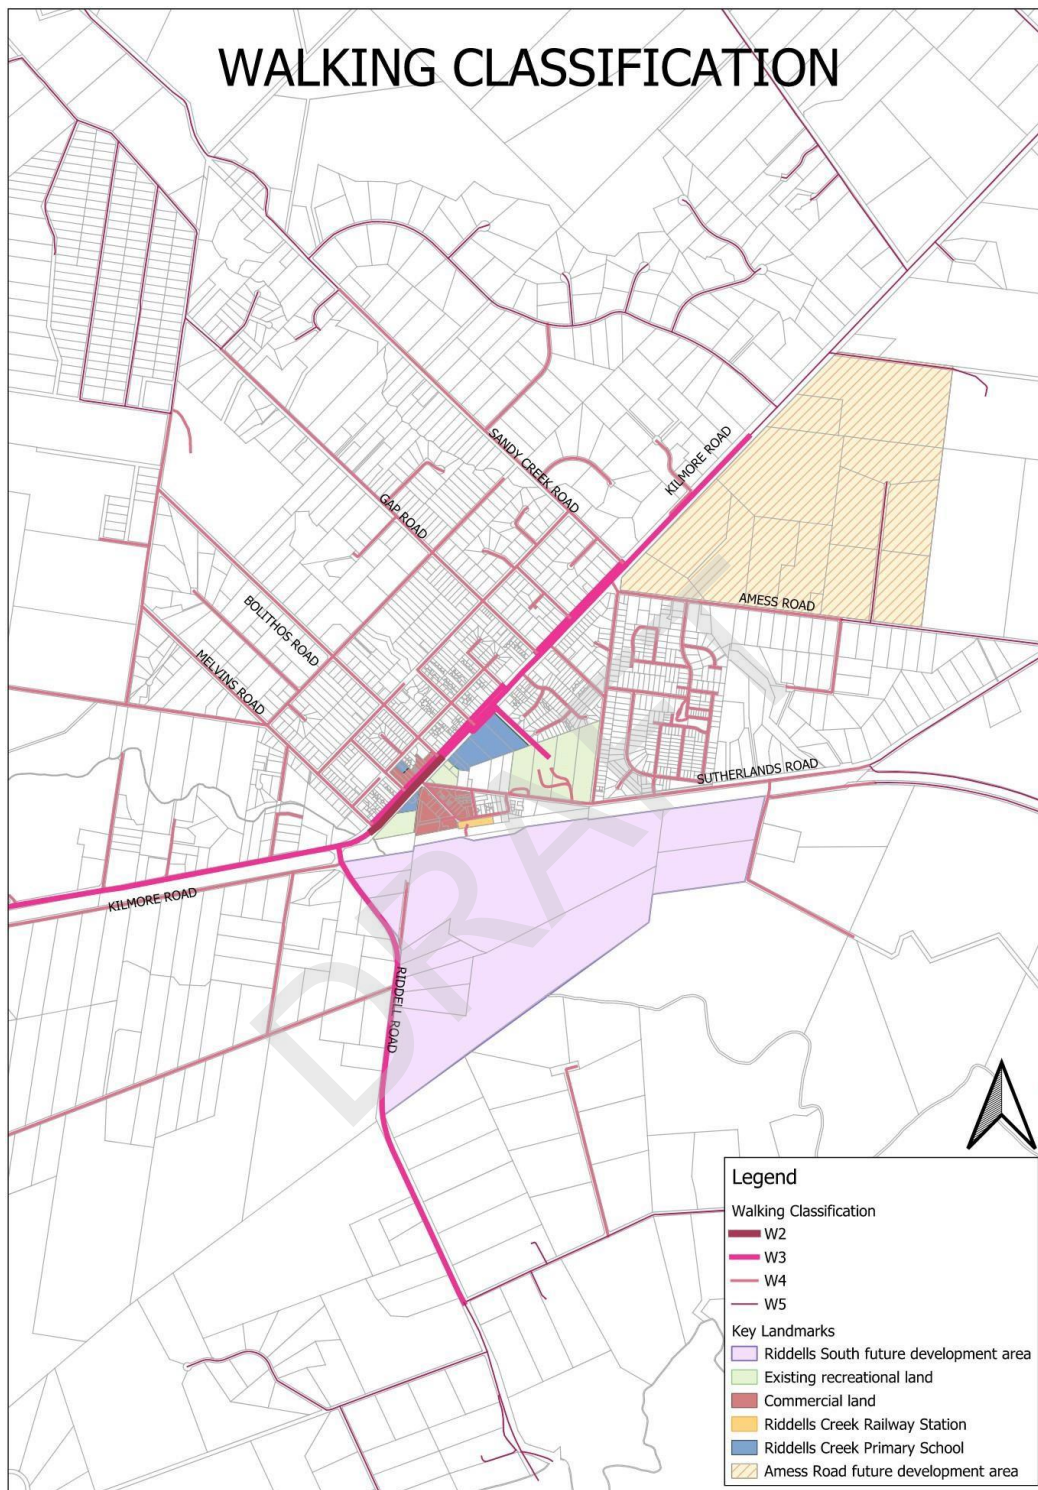 WALKING CLASSIFICATION
KILMORE ROAD
SANDY CREEK ROAD
GAP ROAD
AMESS ROAD
BOLITHOS ROAD
MELVINS ROAD
SUTHERLANDS ROAD
KILMORE ROAD
RIDDELL ROAD
DRAFT
Legend
Walking Classification
W2
W3
W4
W5
Key Landmarks
Riddells South future development area
Existing recreational land
Commercial land
Riddells Creek Railway Station
Riddells Creek Primary School
Amess Road future development area